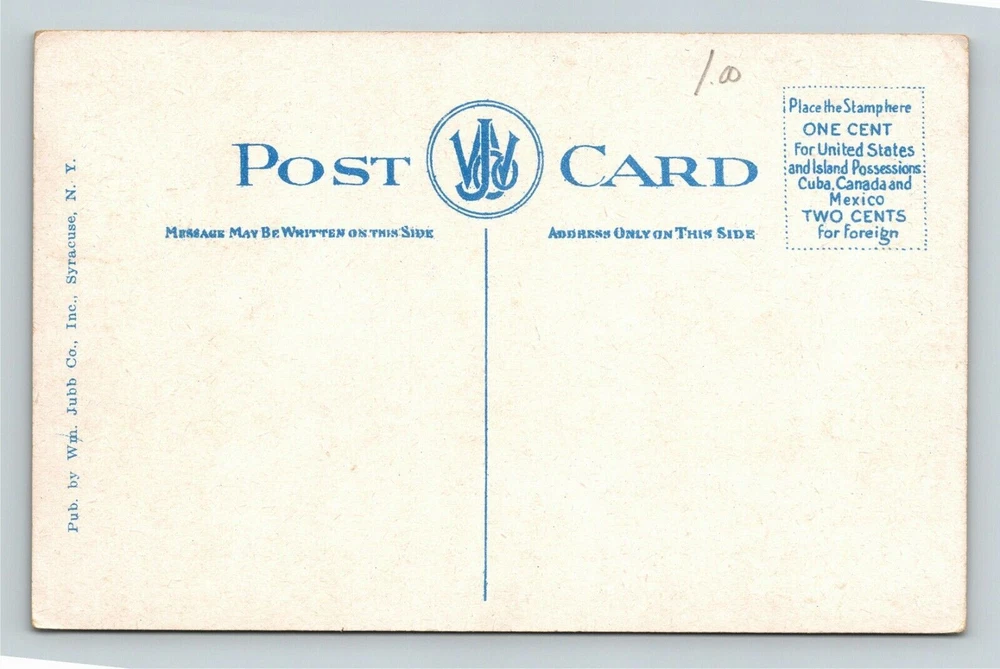 1.00
POST CARD
WJ
MESSAGE MAY BE WRITTEN ON THIS SIDE
ADDRESS ONLY ON THIS SIDE
Place the Stamp here
ONE CENT
For United States
and Island Possessions
Cuba, Canada and
Mexico
TWO CENTS
for Foreign
Pub. by Wm. Jubb Co., Inc., Syracuse, N. Y.